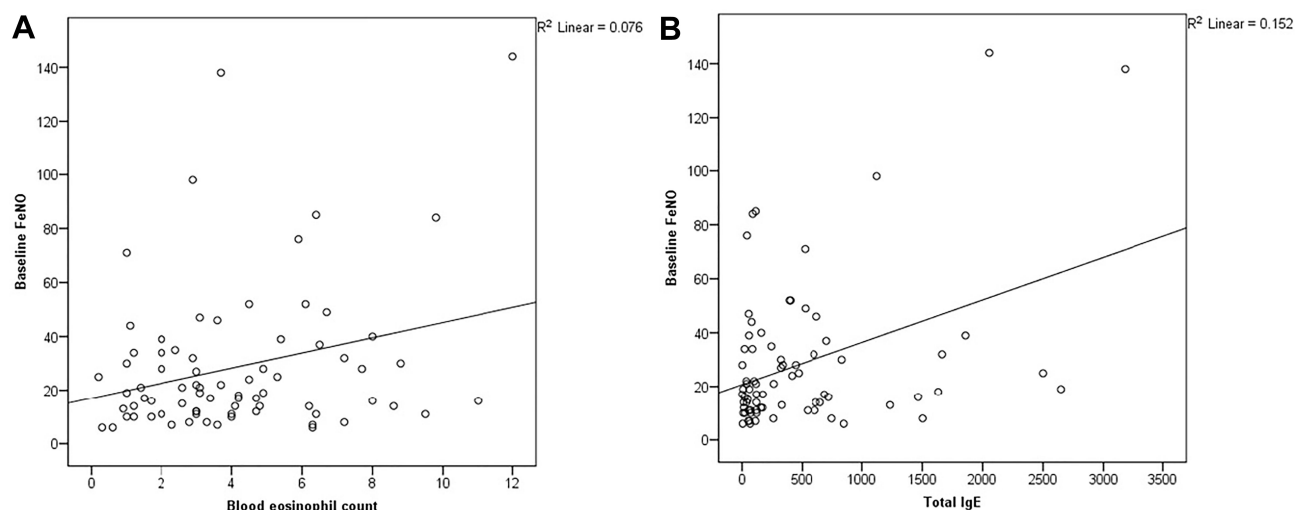 A
R² Linear = 0.076
Baseline FeNO
140
120
100
80
60
40
20
0
0 2 4 6 8 10 12
Blood eosinophil count
B
R² Linear = 0.152
Baseline FeNO
140
120
100
80
60
40
20
0
0 500 1000 1500 2000 2500 3000 3500
Total IgE